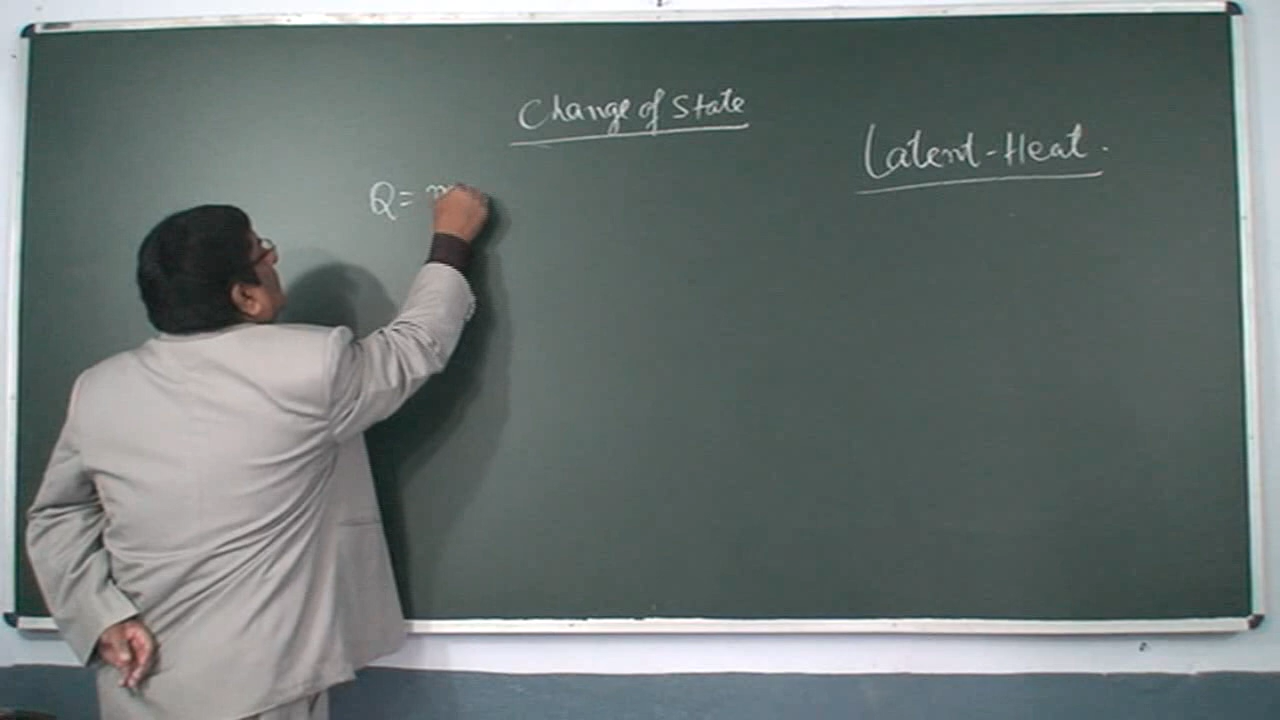 Change of State
Latent-Heat.
Q = m